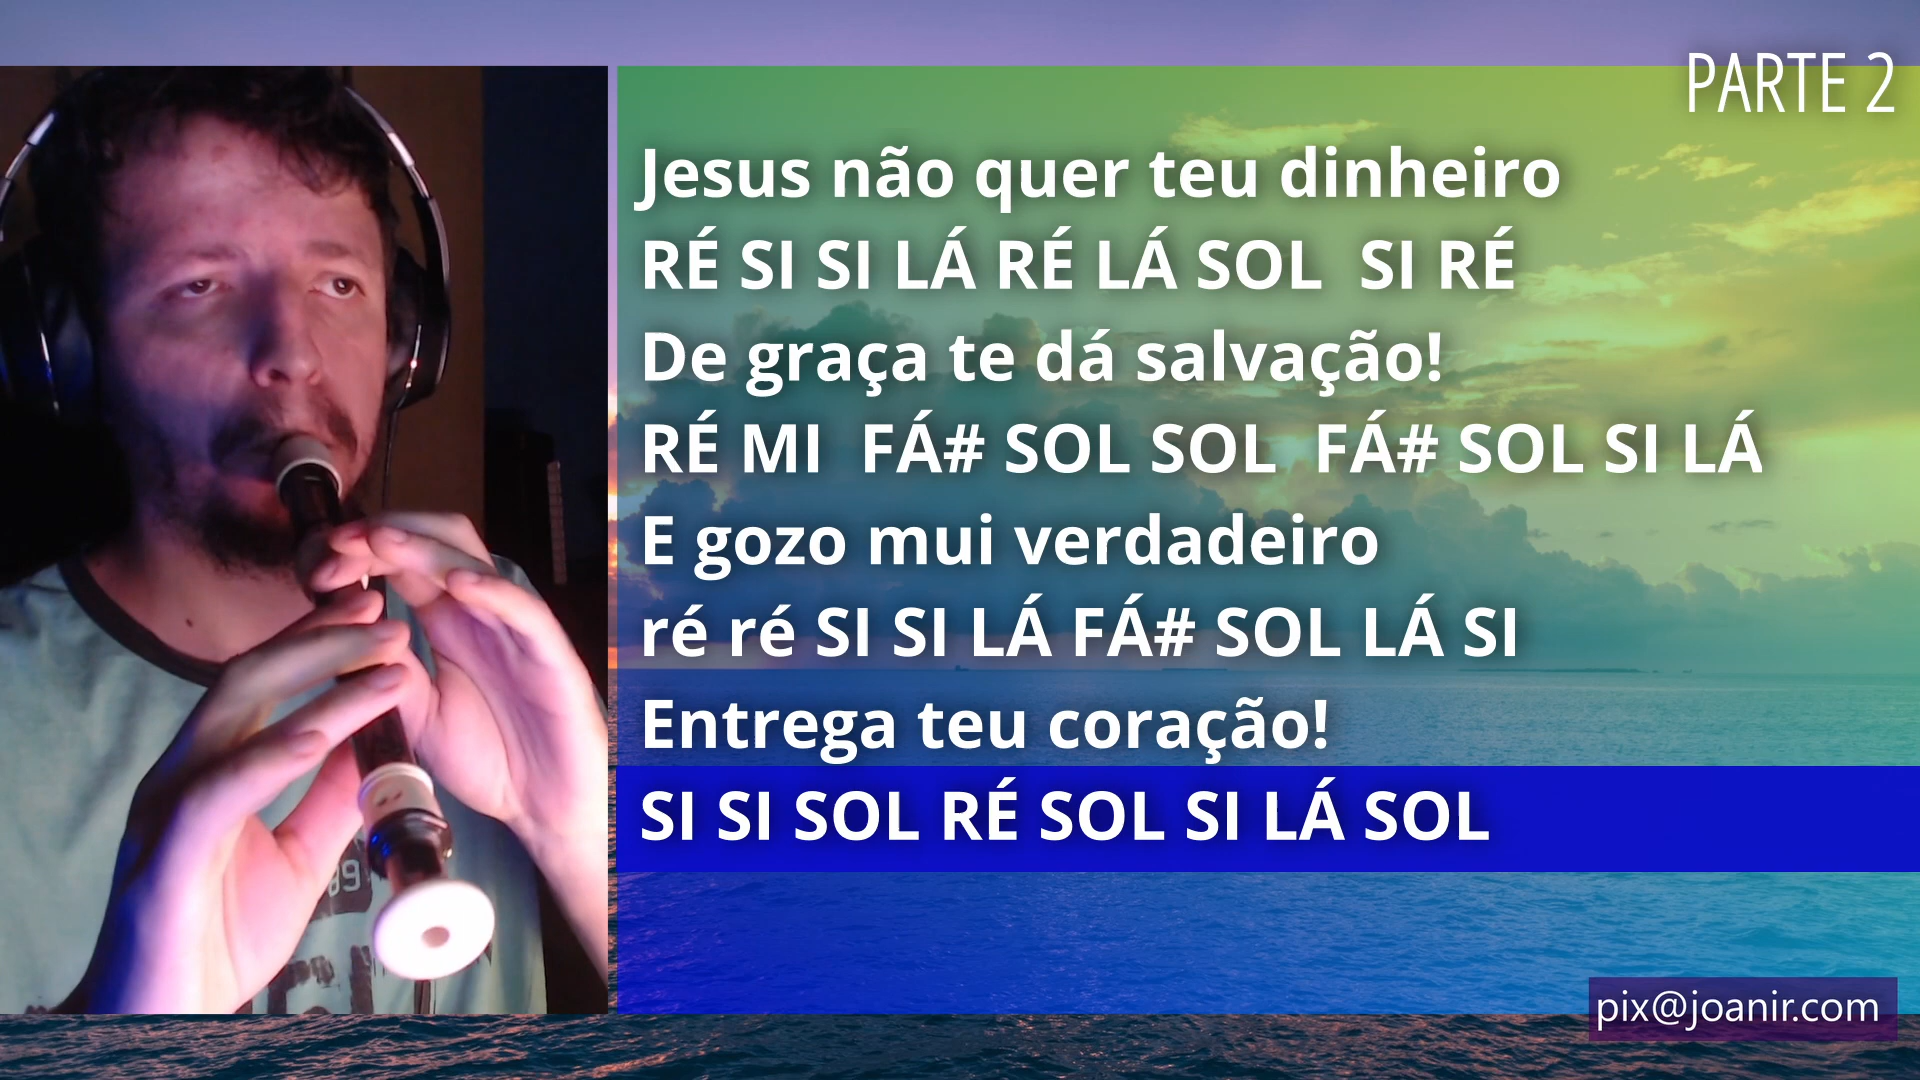 PARTE 2
Jesus não quer teu dinheiro
RÉ SI SI LÁ RÉ LÁ SOL  SI RÉ
De graça te dá salvação!
RÉ MI  FÁ# SOL SOL  FÁ# SOL SI LÁ
E gozo mui verdadeiro
ré ré SI SI LÁ FÁ# SOL LÁ SI
Entrega teu coração!
SI SI SOL RÉ SOL SI LÁ SOL
pix@joanir.com